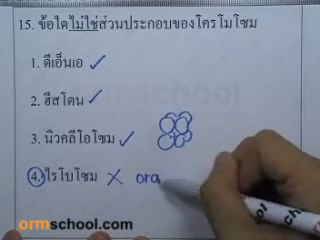 15. ข้อใดไม่ใช่ส่วนประกอบของโครโมโซม
1. ดีเอ็นเอ
2. ฮีสโตน
3. นิวคลีโอโซม
4. ไรโบโซม ora
ormschool.com